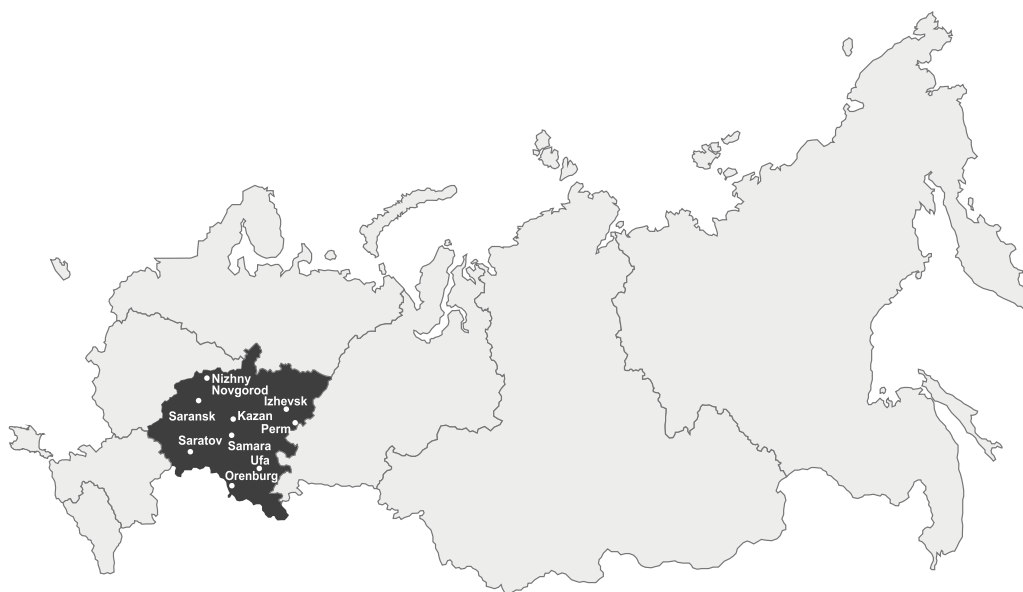 Nizhny
Novgorod
Izhevsk
Saransk
Kazan
Perm
Saratov
Samara
Ufa
Orenburg